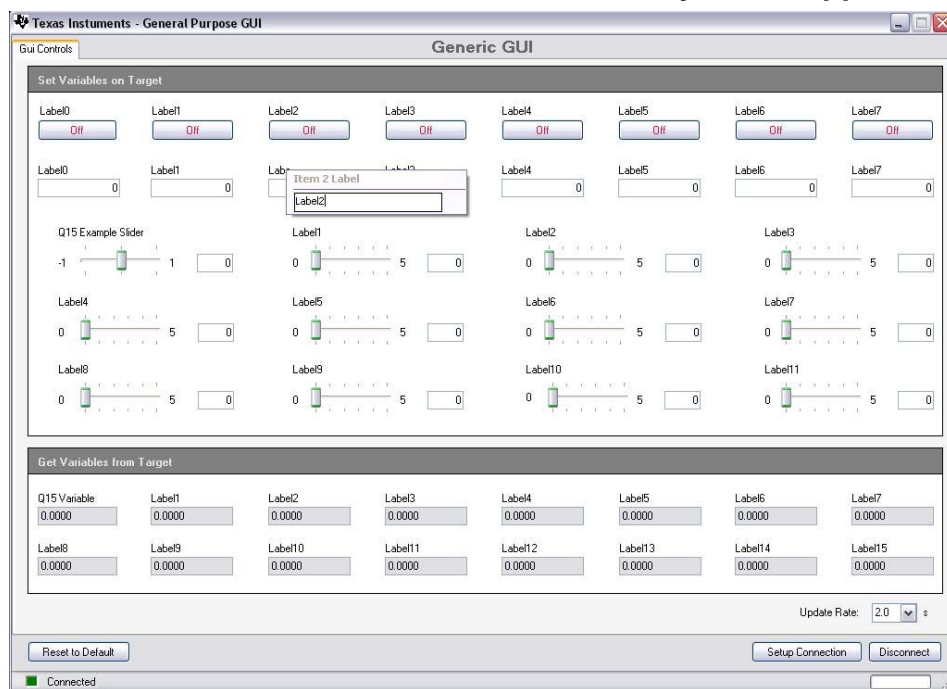 Texas Instuments - General Purpose GUI
Gui Controls Generic GUI
Set Variables on Target
Label0 Label1 Label2 Label3 Label4 Label5 Label6 Label7
Off Off Off Off Off Off Off Off
Label0 Label1 Label4 Label5 Label6 Label7
Item 2 Label
0 0 0 0 0 0
Label2
Q15 Example Slider Label1 Label2 Label3
-1 1 0 0 5 0 0 5 0 0 5 0
Label4 Label5 Label6 Label7
0 5 0 0 5 0 0 5 0 0 5 0
Label8 Label9 Label10 Label11
0 5 0 0 5 0 0 5 0 0 5 0
Get Variables from Target
Q15 Variable Label1 Label2 Label3 Label4 Label5 Label6 Label7
0.0000 0.0000 0.0000 0.0000 0.0000 0.0000 0.0000 0.0000
Label8 Label9 Label10 Label11 Label12 Label13 Label14 Label15
0.0000 0.0000 0.0000 0.0000 0.0000 0.0000 0.0000 0.0000
Update Rate: 2.0 s
Reset to Default Setup Connection Disconnect
Connected